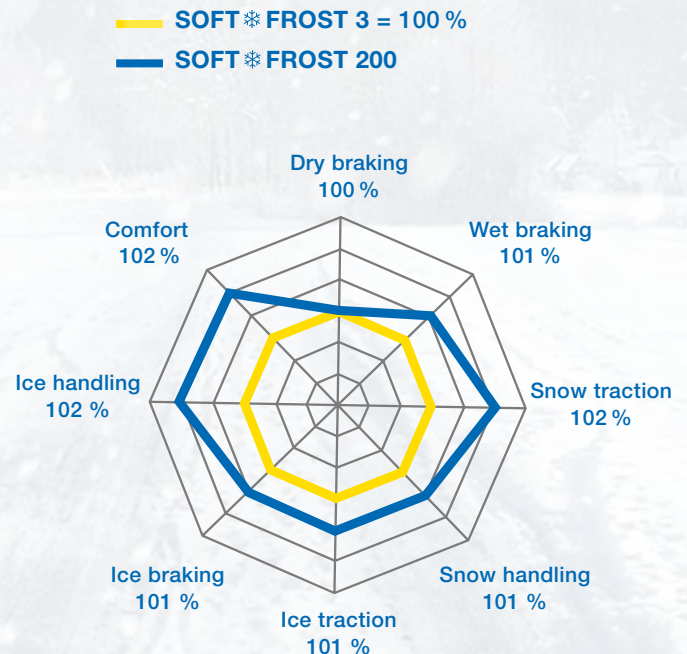 SOFT❄FROST 3 = 100 %
SOFT❄FROST 200
Dry braking
100 %
Comfort
102 %
Wet braking
101 %
Ice handling
102 %
Snow traction
102 %
Ice braking
101 %
Snow handling
101 %
Ice traction
101 %